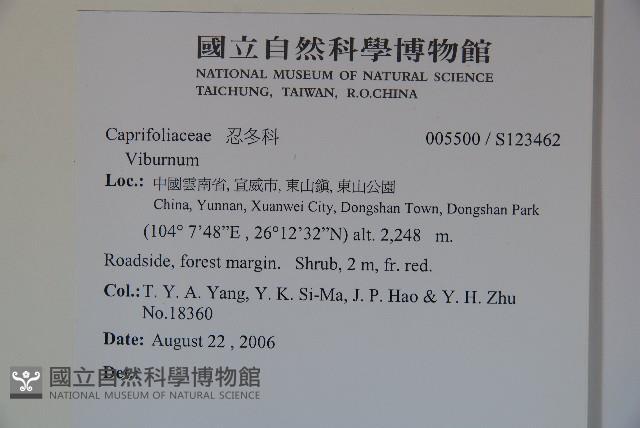 國立自然科學博物館
NATIONAL MUSEUM OF NATURAL SCIENCE
TAICHUNG, TAIWAN, R.O.CHINA
Caprifoliaceae 忍冬科 005500 / S123462
Viburnum
Loc.: 中國雲南省, 宜威市, 東山鎮, 東山公園
China, Yunnan, Xuanwei City, Dongshan Town, Dongshan Park
(104° 7'48"E , 26°12'32"N) alt. 2,248 m.
Roadside, forest margin. Shrub, 2 m, fr. red.
Col.: T. Y. A. Yang, Y. K. Si-Ma, J. P. Hao & Y. H. Zhu
No.18360
Date: August 22 , 2006
Det.:
國立自然科學博物館
NATIONAL MUSEUM OF NATURAL SCIENCE